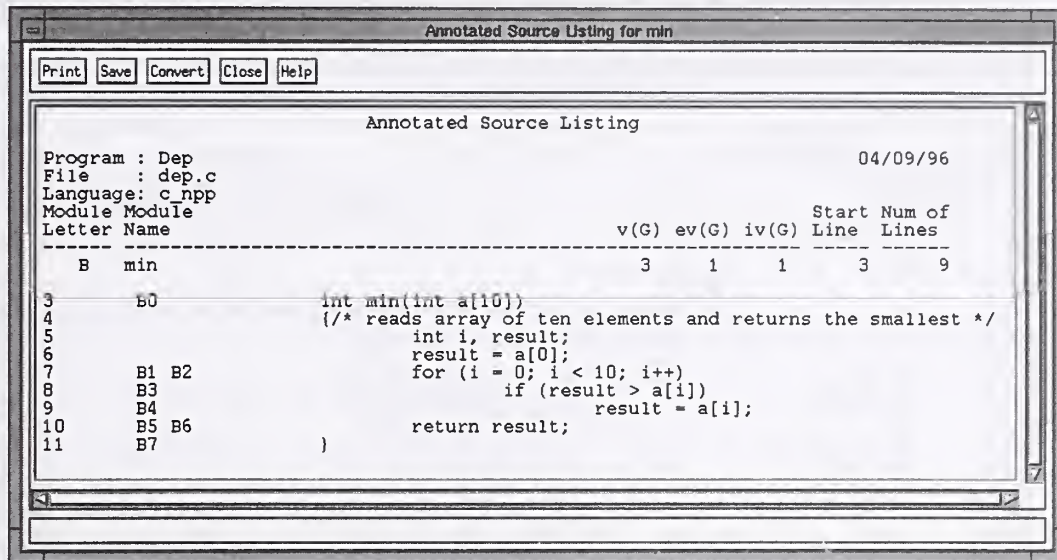 Annotated Source Listing for min
Print Save Convert Close Help
Annotated Source Listing
Program : Dep 04/09/96
File : dep.c
Language: c_npp
Module Module Start Num of
Letter Name v(G) ev(G) iv(G) Line Lines
------ ----------------------------------------------- ---- ----- ----- ----- ------
B min 3 1 1 3 9
3 B0 int min(int a[10])
4 {/* reads array of ten elements and returns the smallest */
5 int i, result;
6 result = a[0];
7 B1 B2 for (i = 0; i < 10; i++)
8 B3 if (result > a[i])
9 B4 result = a[i];
10 B5 B6 return result;
11 B7 }